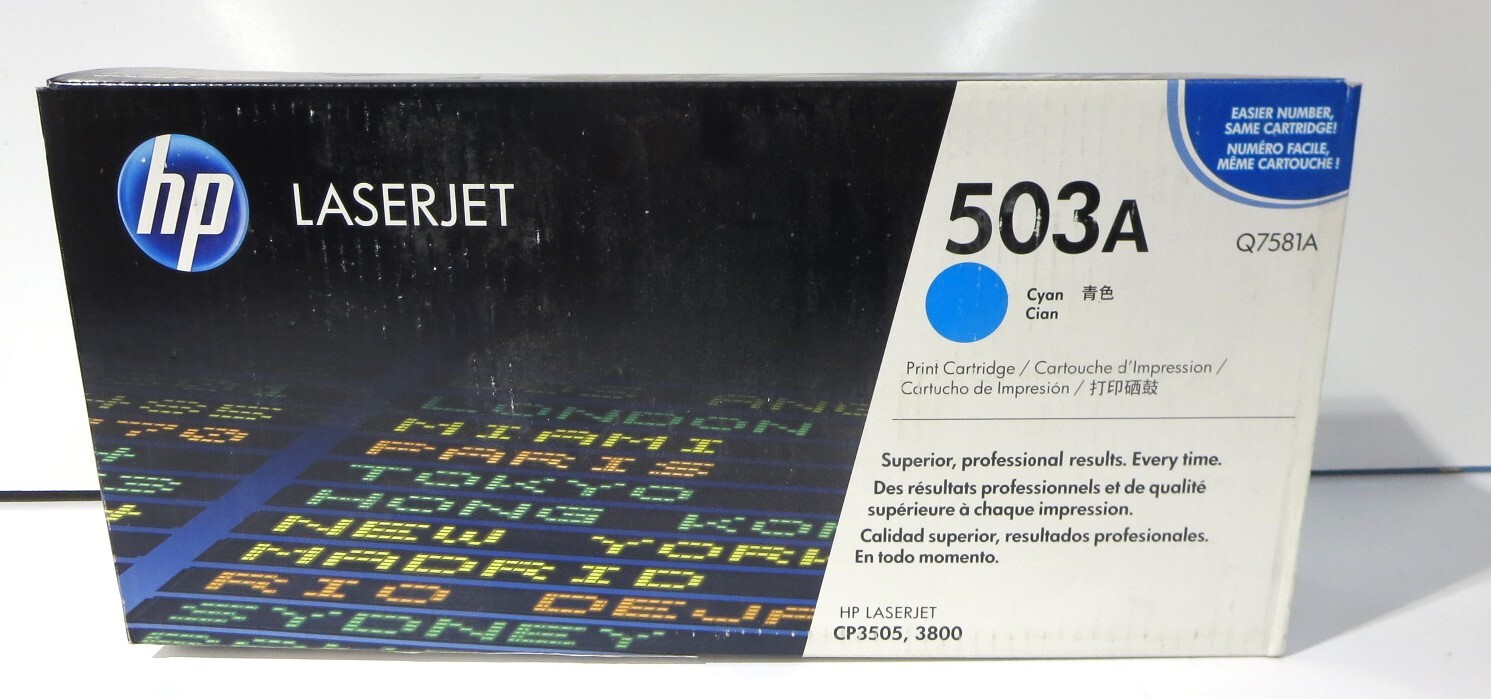 hp
LASERJET
EASIER NUMBER,
SAME CARTRIDGE!
NUMÉRO FACILE,
MÊME CARTOUCHE !
503A
Q7581A
Cyan 青色
Cian
Print Cartridge / Cartouche d'Impression /
Cartucho de Impresión / 打印硒鼓
Superior, professional results. Every time.
Des résultats professionnels et de qualité
supérieure à chaque impression.
Calidad superior, resultados profesionales.
En todo momento.
HP LASERJET
CP3505, 3800
LONDON
MIAMI
PARIS
TOKYO
HONG KON
NEW YORK
MADRID
RIO DEJA
SYDNEY